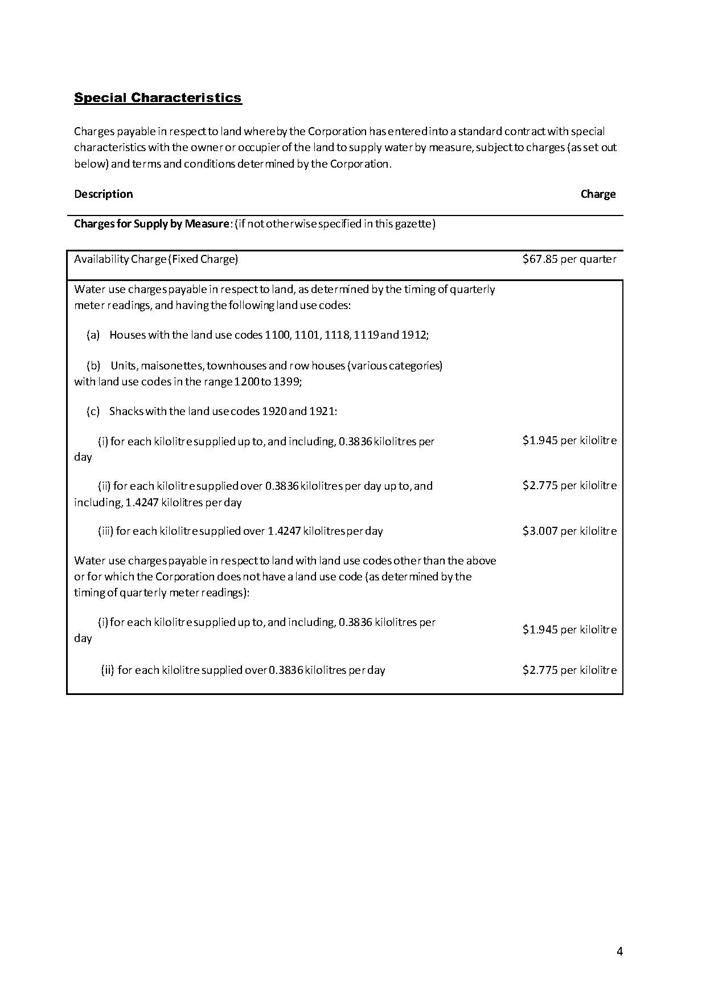 Special Characteristics
Charges payable in respect to land whereby the Corporation has entered into a standard contract with special
characteristics with the owner or occupier of the land to supply water by measure, subject to charges (as set out
below) and terms and conditions determined by the Corporation.
Description Charge
Charges for Supply by Measure: (if not otherwise specified in this gazette)
Availability Charge (Fixed Charge) $67.85 per quarter
Water use charges payable in respect to land, as determined by the timing of quarterly
meter readings, and having the following land use codes:
(a) Houses with the land use codes 1100, 1101, 1118, 1119 and 1912;
(b) Units, maisonettes, townhouses and row houses (various categories)
with land use codes in the range 1200 to 1399;
(c) Shacks with the land use codes 1920 and 1921:
(i) for each kilolitre supplied up to, and including, 0.3836 kilolitres per $1.945 per kilolitre
day
(ii) for each kilolitre supplied over 0.3836 kilolitres per day up to, and $2.775 per kilolitre
including, 1.4247 kilolitres per day
(iii) for each kilolitre supplied over 1.4247 kilolitres per day $3.007 per kilolitre
Water use charges payable in respect to land with land use codes other than the above
or for which the Corporation does not have a land use code (as determined by the
timing of quarterly meter readings):
(i) for each kilolitre supplied up to, and including, 0.3836 kilolitres per
$1.945 per kilolitre
day
(ii) for each kilolitre supplied over 0.3836 kilolitres per day $2.775 per kilolitre
4